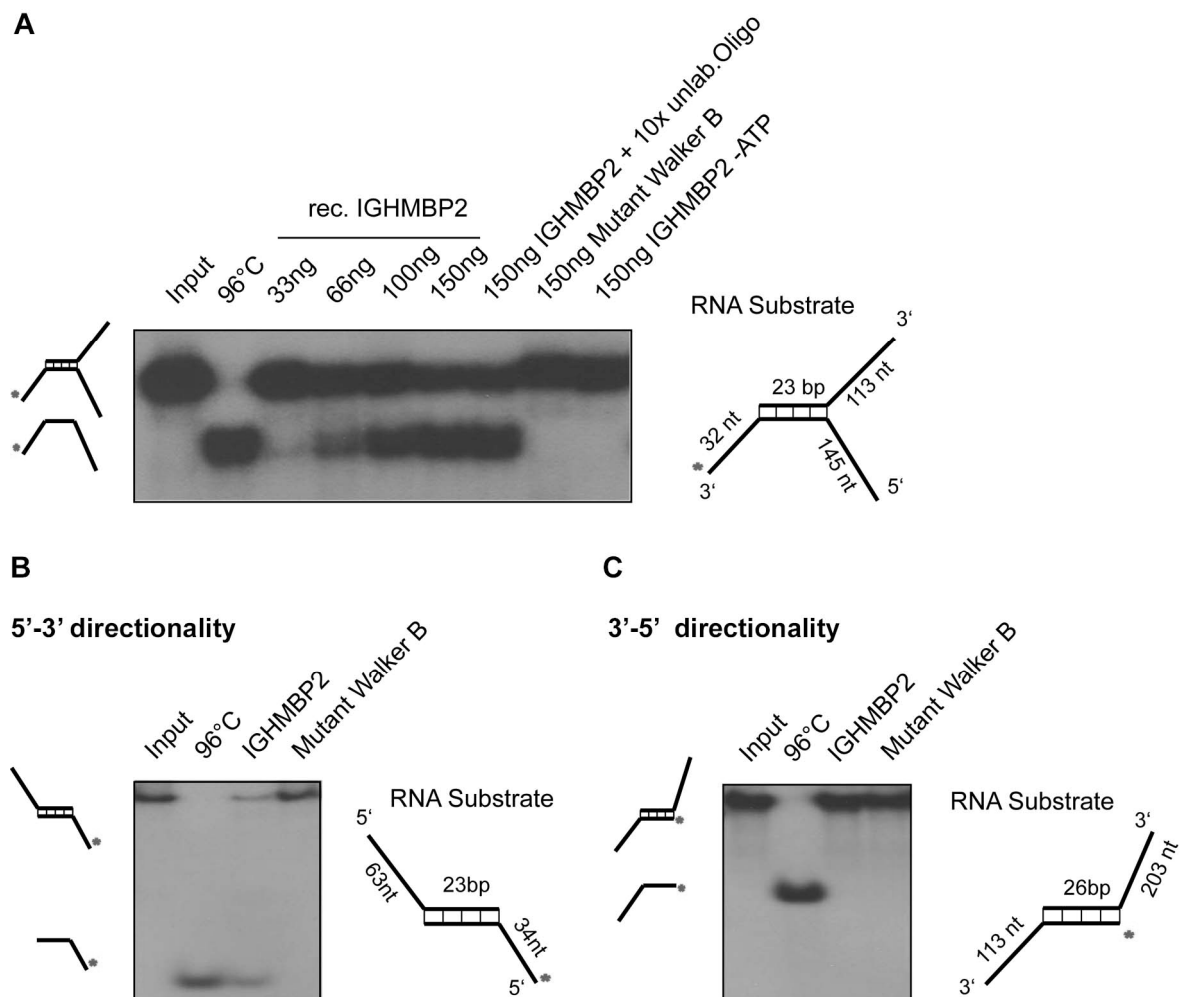 A
rec. IGHMBP2
Input
96°C
33ng
66ng
100ng
150ng
150ng IGHMBP2 + 10x unlab.Oligo
150ng Mutant Walker B
150ng IGHMBP2 -ATP
RNA Substrate
3‘
23 bp
113 nt
32 nt
145 nt
3‘
5‘
B
5’-3’ directionality
Input
96°C
IGHMBP2
Mutant Walker B
RNA Substrate
5‘
63nt
23bp
34nt
5‘
C
3’-5’ directionality
Input
96°C
IGHMBP2
Mutant Walker B
RNA Substrate
3‘
203 nt
26bp
113 nt
3‘